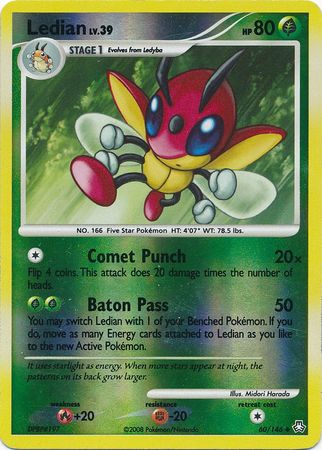 Ledian LV.39
HP 80
STAGE 1 Evolves from Ledyba
NO. 166 Five Star Pokémon HT: 4'07" WT: 78.5 lbs.
Comet Punch 20x
Flip 4 coins. This attack does 20 damage times the number of
heads.
Baton Pass 50
You may switch Ledian with 1 of your Benched Pokémon. If you
do, move as many Energy cards attached to Ledian as you like
to the new Active Pokémon.
It uses starlight as energy. When more stars appear at night, the
patterns on its back grow larger.
Illus. Midori Harada
weakness resistance retreat cost
+20 -20
DPBP#197 ©2008 Pokémon/Nintendo 60/146